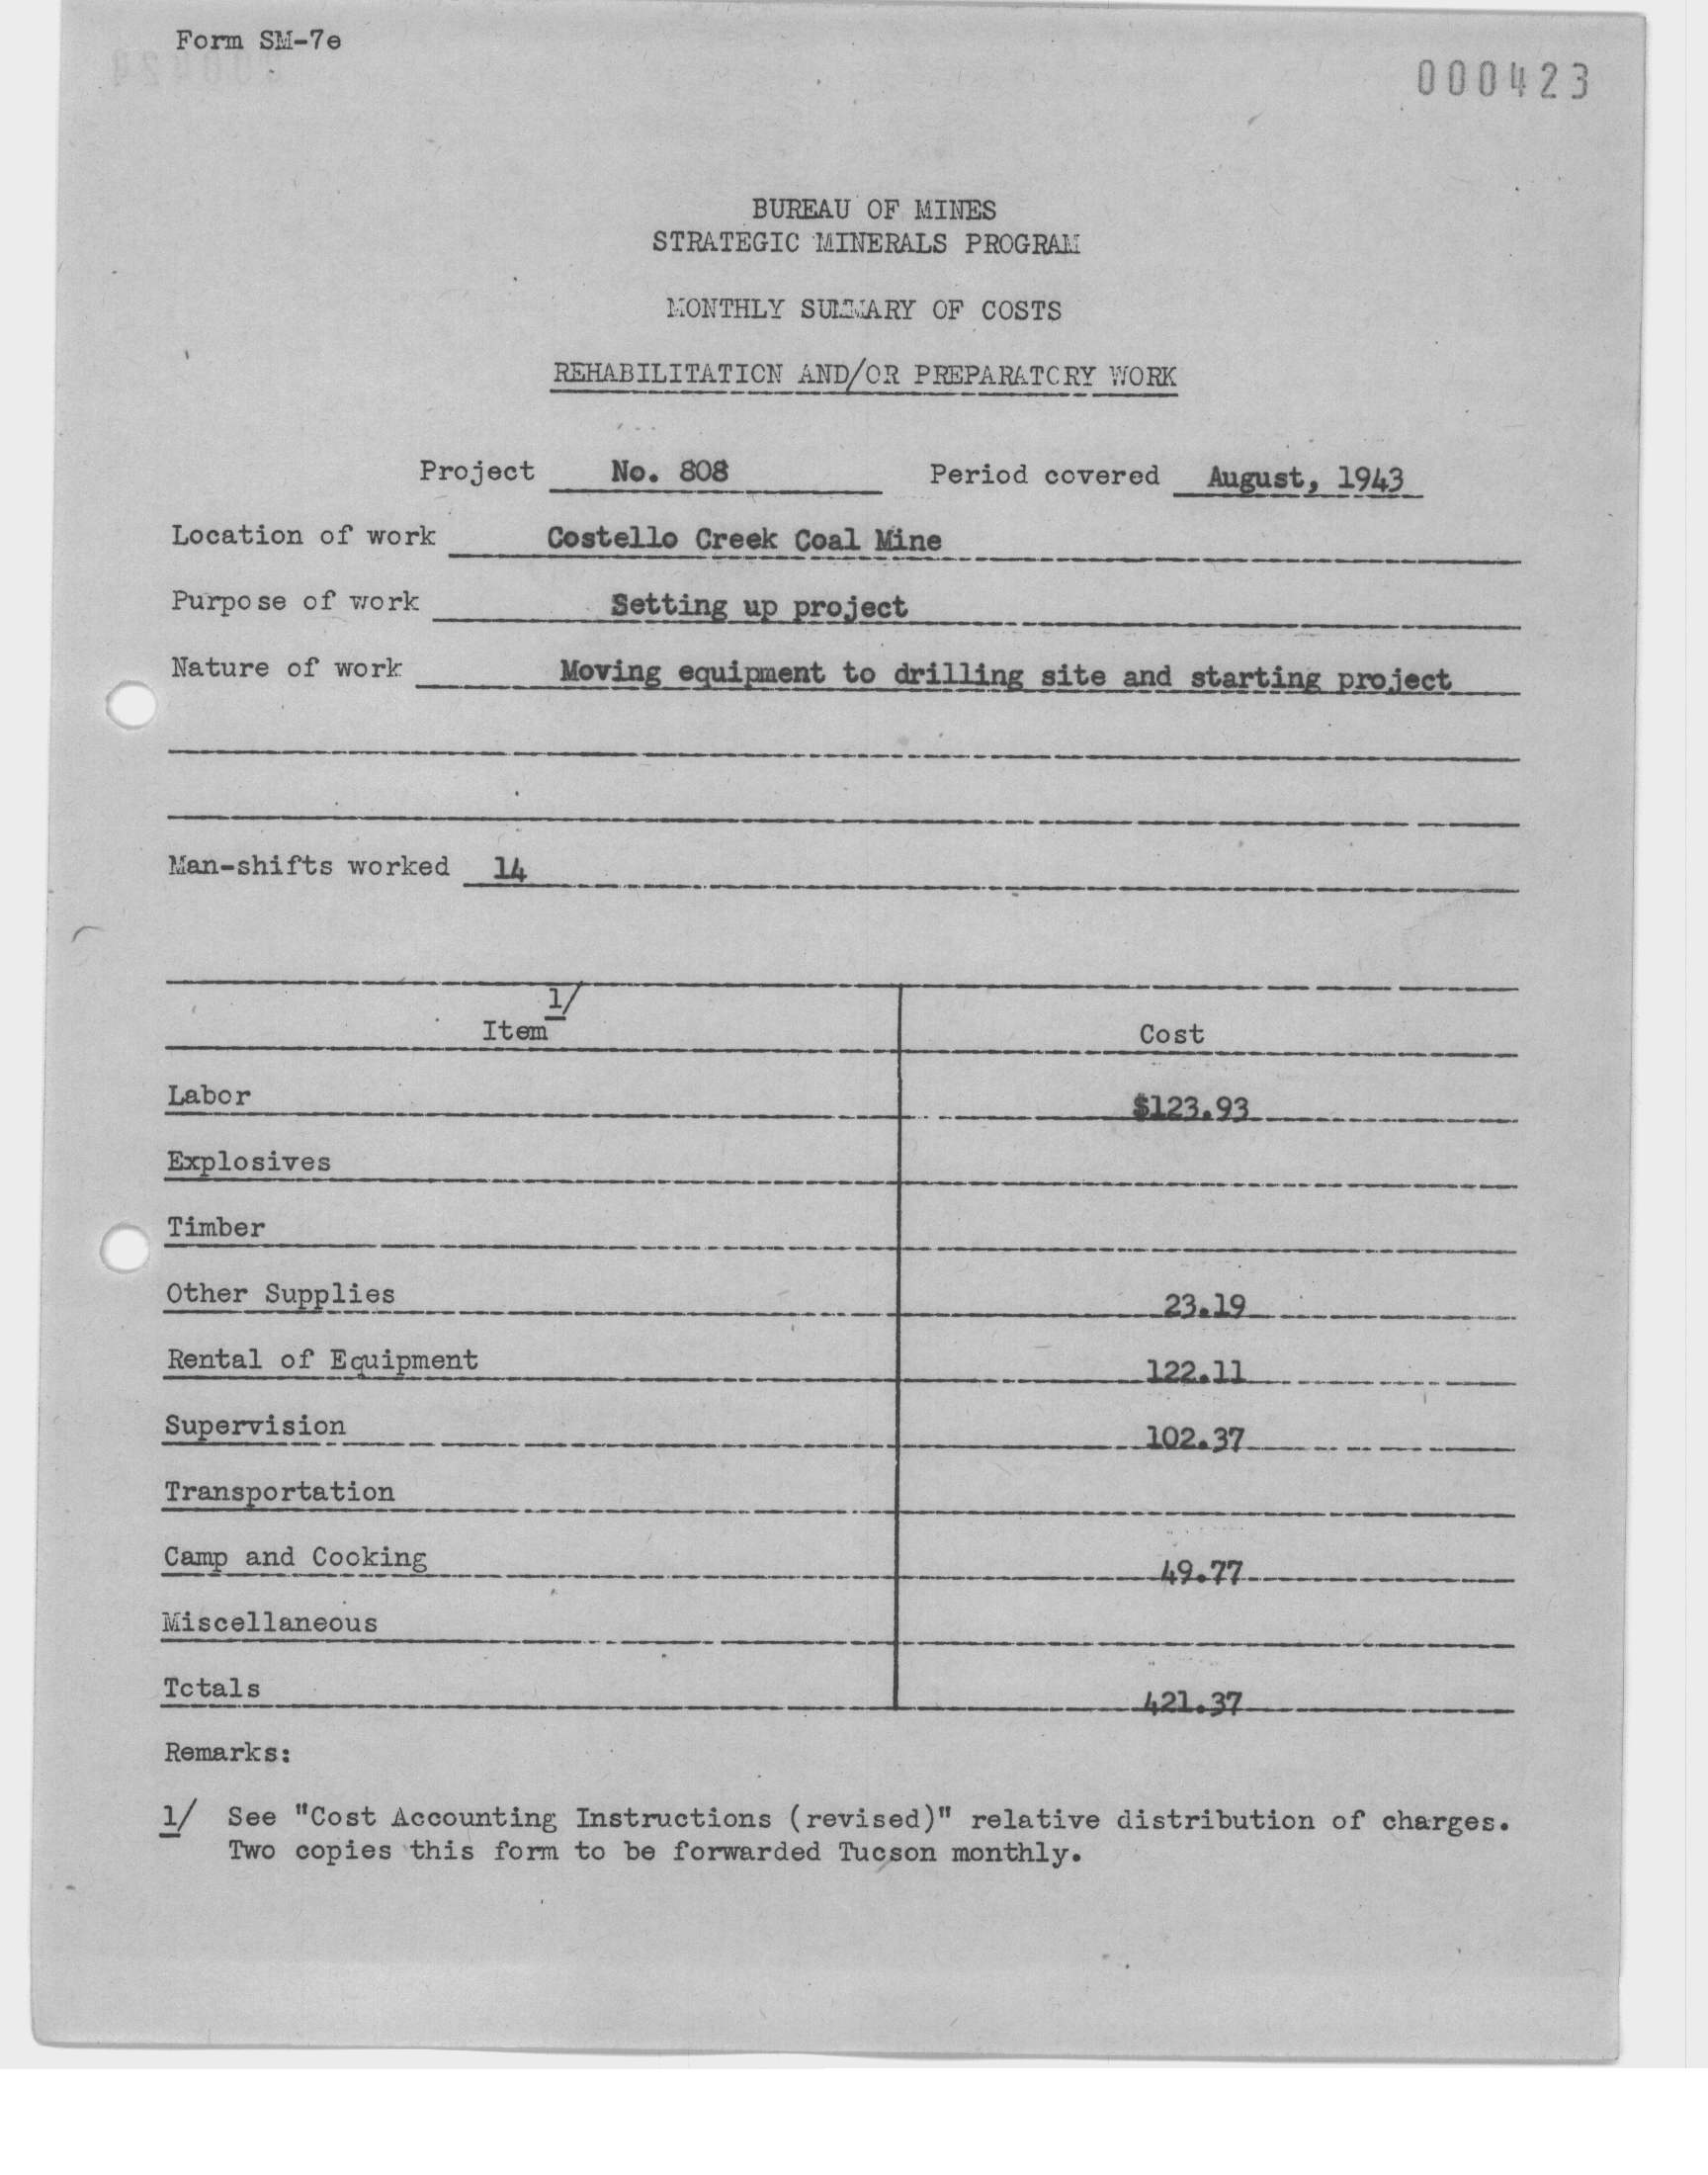 Form SM-7e
000423
BUREAU OF MINES
STRATEGIC MINERALS PROGRAM
MONTHLY SUMMARY OF COSTS
REHABILITATION AND/OR PREPARATORY WORK
Project No. 808 Period covered August, 1943
Location of work Costello Creek Coal Mine
Purpose of work Setting up project
Nature of work Moving equipment to drilling site and starting project
Man-shifts worked 14
Item 1/ Cost
Labor $123.93
Explosives
Timber
Other Supplies 23.19
Rental of Equipment 122.11
Supervision 102.37
Transportation
Camp and Cooking 49.77
Miscellaneous
Totals 421.37
Remarks:
1/ See "Cost Accounting Instructions (revised)" relative distribution of charges.
Two copies this form to be forwarded Tucson monthly.